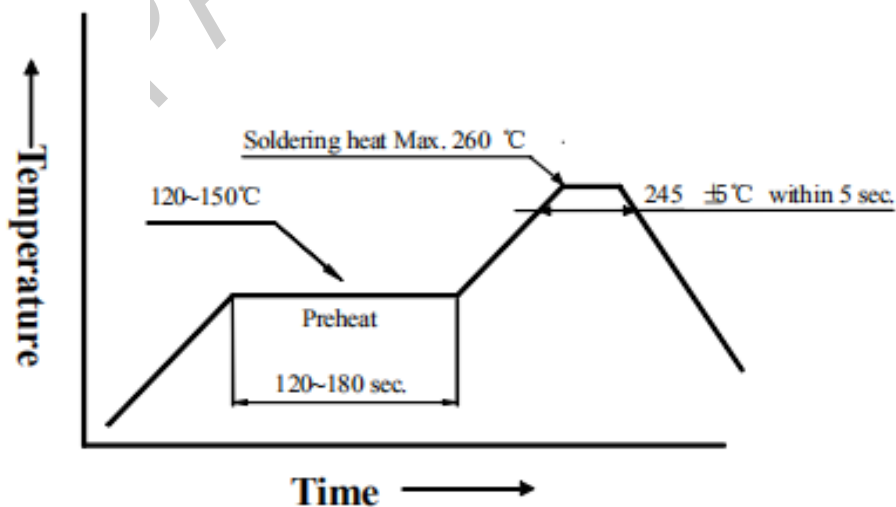 Soldering heat Max. 260 ℃
120~150℃
245 ±5℃ within 5 sec.
Preheat
120~180 sec.
Temperature
Time